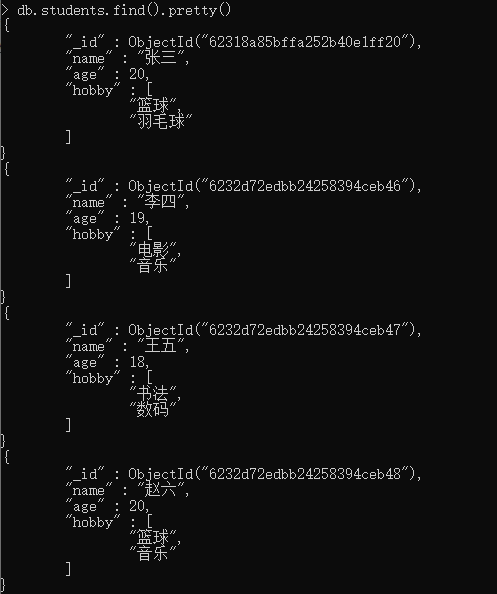 > db.students.find().pretty()
{
"_id" : ObjectId("62318a85bffa252b40e1ff20"),
"name" : "张三",
"age" : 20,
"hobby" : [
"篮球",
"羽毛球"
]
}
{
"_id" : ObjectId("6232d72edbb24258394ceb46"),
"name" : "李四",
"age" : 19,
"hobby" : [
"电影",
"音乐"
]
}
{
"_id" : ObjectId("6232d72edbb24258394ceb47"),
"name" : "王五",
"age" : 18,
"hobby" : [
"书法",
"数码"
]
}
{
"_id" : ObjectId("6232d72edbb24258394ceb48"),
"name" : "赵六",
"age" : 20,
"hobby" : [
"篮球",
"音乐"
]
}